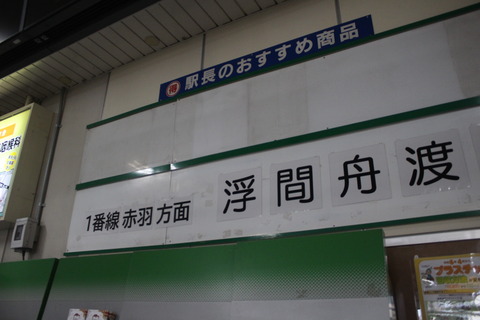 得 駅長のおすすめ商品
1番線 赤羽 方面
浮間舟渡